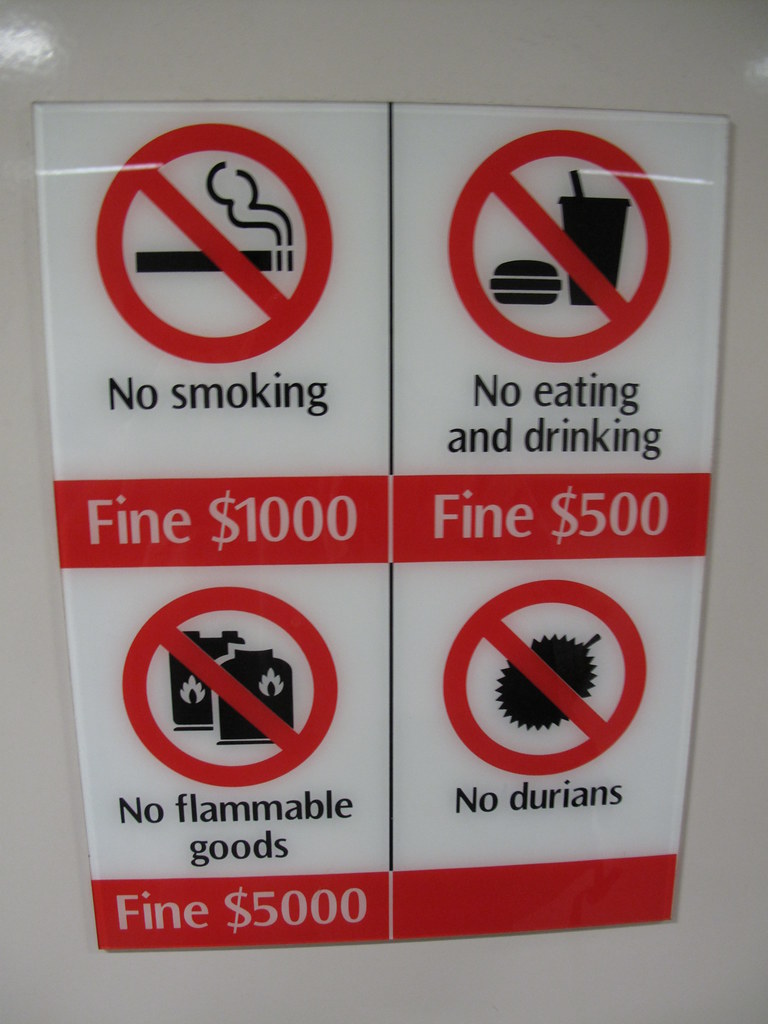 No smoking
Fine $1000
No eating
and drinking
Fine $500
No flammable
goods
Fine $5000
No durians